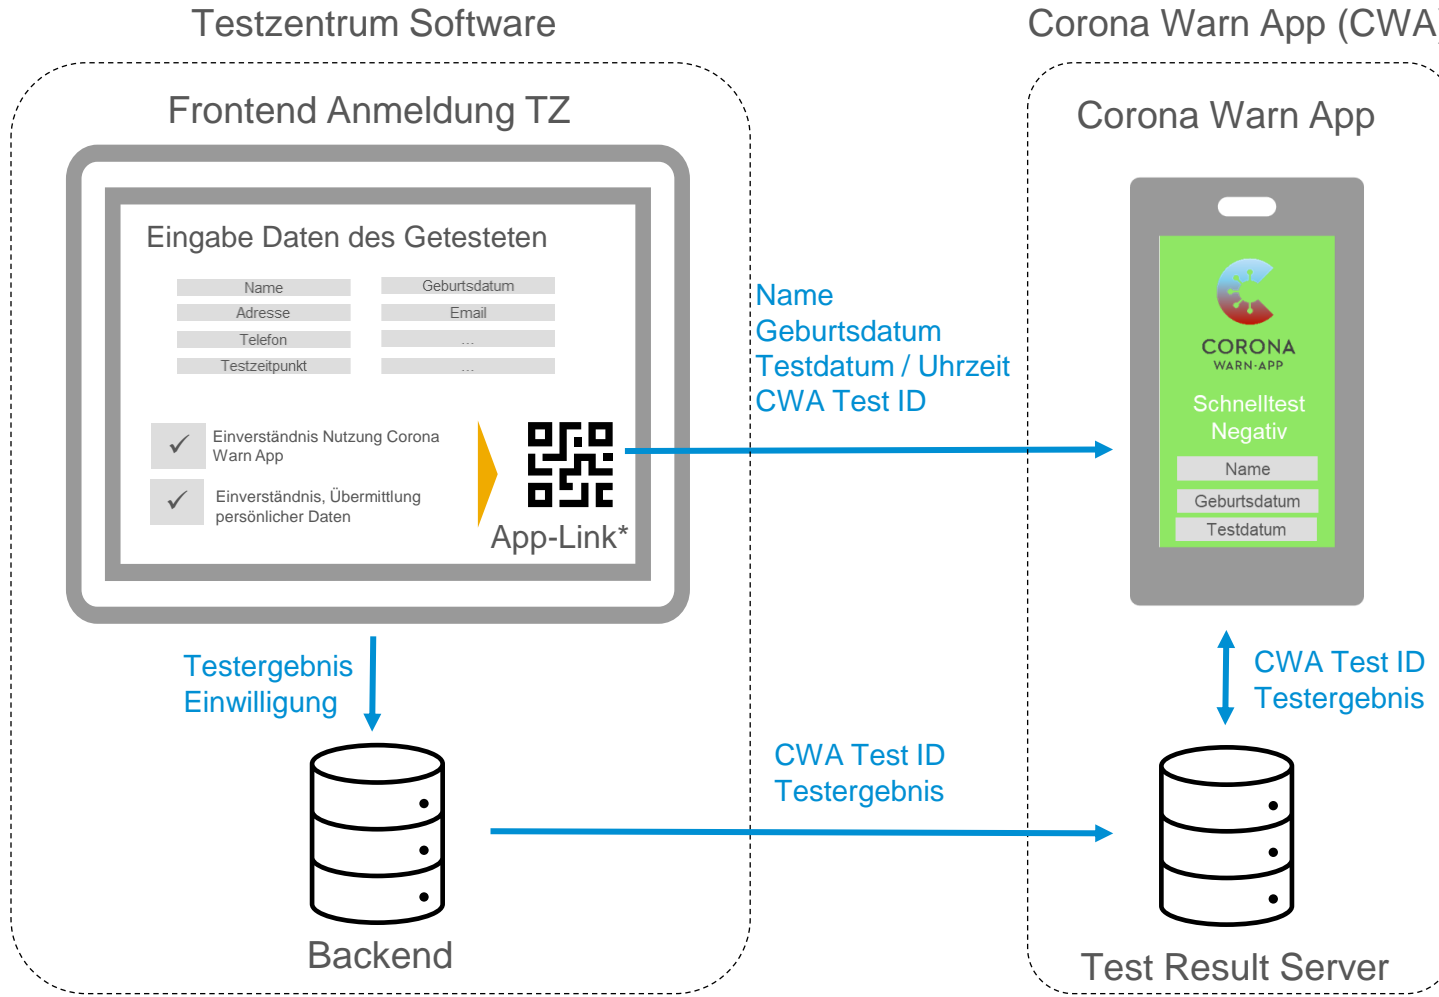 Testzentrum Software
Corona Warn App (CWA)
Frontend Anmeldung TZ
Corona Warn App
Eingabe Daten des Getesteten
Name
Geburtsdatum
Adresse
Email
Telefon
...
Testzeitpunkt
...
Einverständnis Nutzung Corona
Warn App
Einverständnis, Übermittlung
persönlicher Daten
App-Link*
Name
Geburtsdatum
Testdatum / Uhrzeit
CWA Test ID
CORONA
WARN-APP
Schnelltest
Negativ
Name
Geburtsdatum
Testdatum
Testergebnis
Einwilligung
CWA Test ID
Testergebnis
CWA Test ID
Testergebnis
Backend
Test Result Server